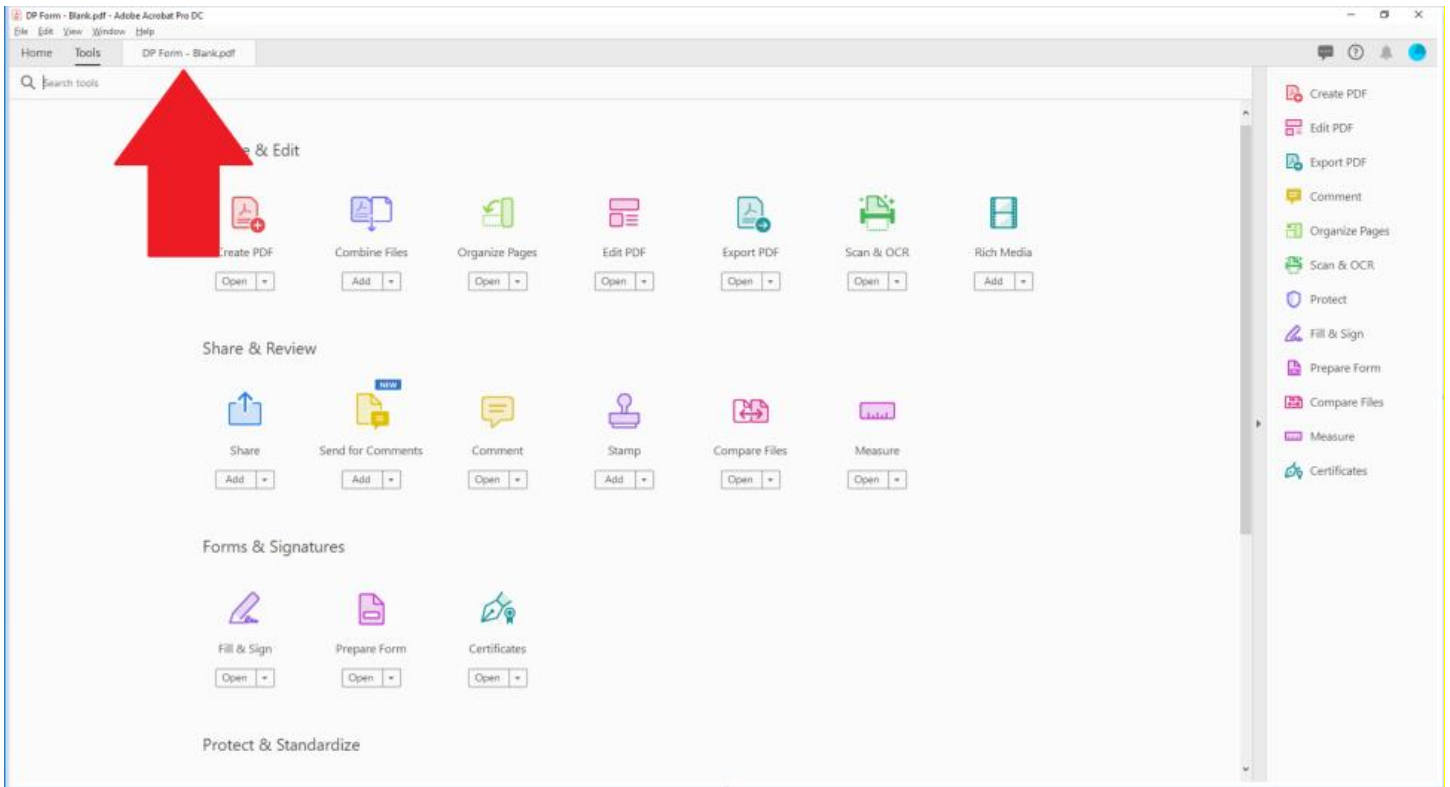 DP Form - Blank.pdf - Adobe Acrobat Pro DC
File Edit View Window Help
Home Tools DP Form - Blank.pdf
Search tools
& Edit
Create PDF Combine Files Organize Pages Edit PDF Export PDF Scan & OCR Rich Media
Open Add Open Open Open Open Add
Share & Review
NEW
Share Send for Comments Comment Stamp Compare Files Measure
Add Add Open Add Open Open
Forms & Signatures
Fill & Sign Prepare Form Certificates
Open Open Open
Protect & Standardize
Create PDF
Edit PDF
Export PDF
Comment
Organize Pages
Scan & OCR
Protect
Fill & Sign
Prepare Form
Compare Files
Measure
Certificates